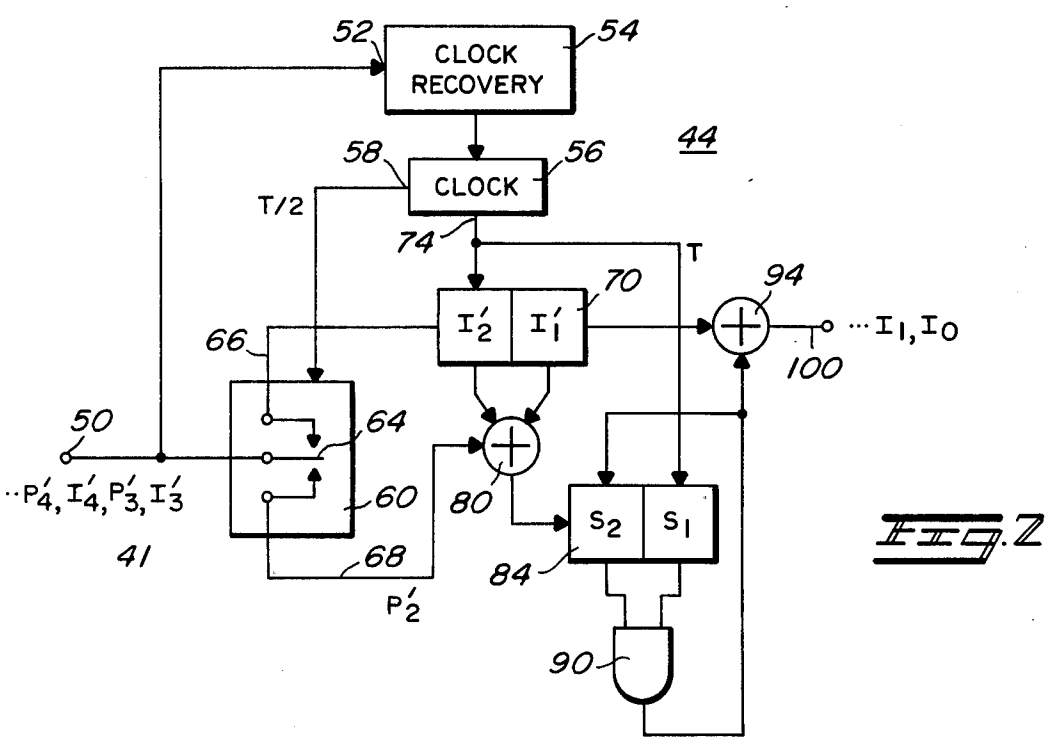 52
54
CLOCK
RECOVERY
44
58
56
CLOCK
T/2
74
T
70
I'₂ I'₁
94
··· I₁, I₀
66
100
50
64
80
··P'₄, I'₄, P'₃, I'₃
60
S₂ S₁
41
68
84
P'₂
90
Fig. 2